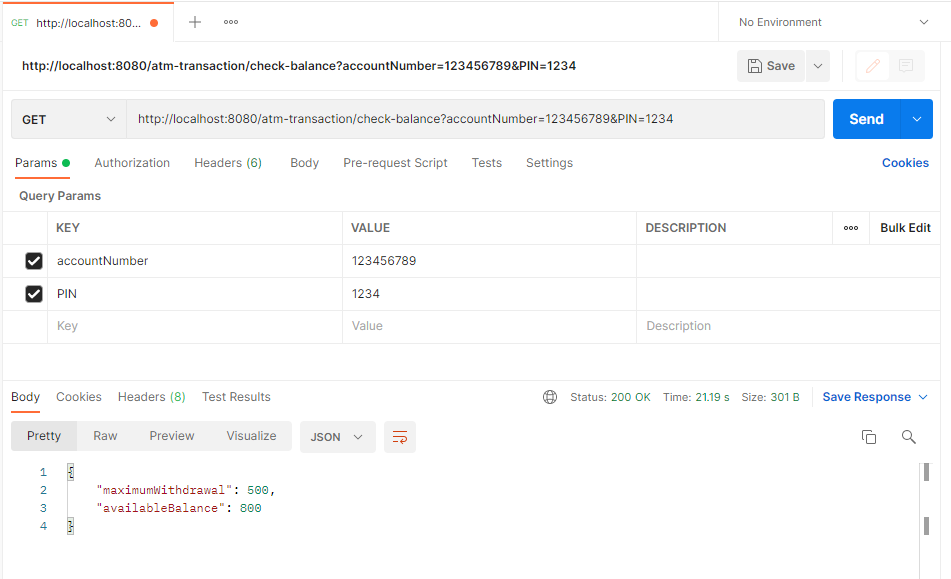 GET http://localhost:80... No Environment
http://localhost:8080/atm-transaction/check-balance?accountNumber=123456789&PIN=1234 Save
GET http://localhost:8080/atm-transaction/check-balance?accountNumber=123456789&PIN=1234 Send
Params Authorization Headers (6) Body Pre-request Script Tests Settings Cookies
Query Params
KEY VALUE DESCRIPTION Bulk Edit
accountNumber 123456789
PIN 1234
Key Value Description
Body Cookies Headers (8) Test Results Status: 200 OK Time: 21.19 s Size: 301 B Save Response
Pretty Raw Preview Visualize JSON
1 {
2 "maximumWithdrawal": 500,
3 "availableBalance": 800
4 }